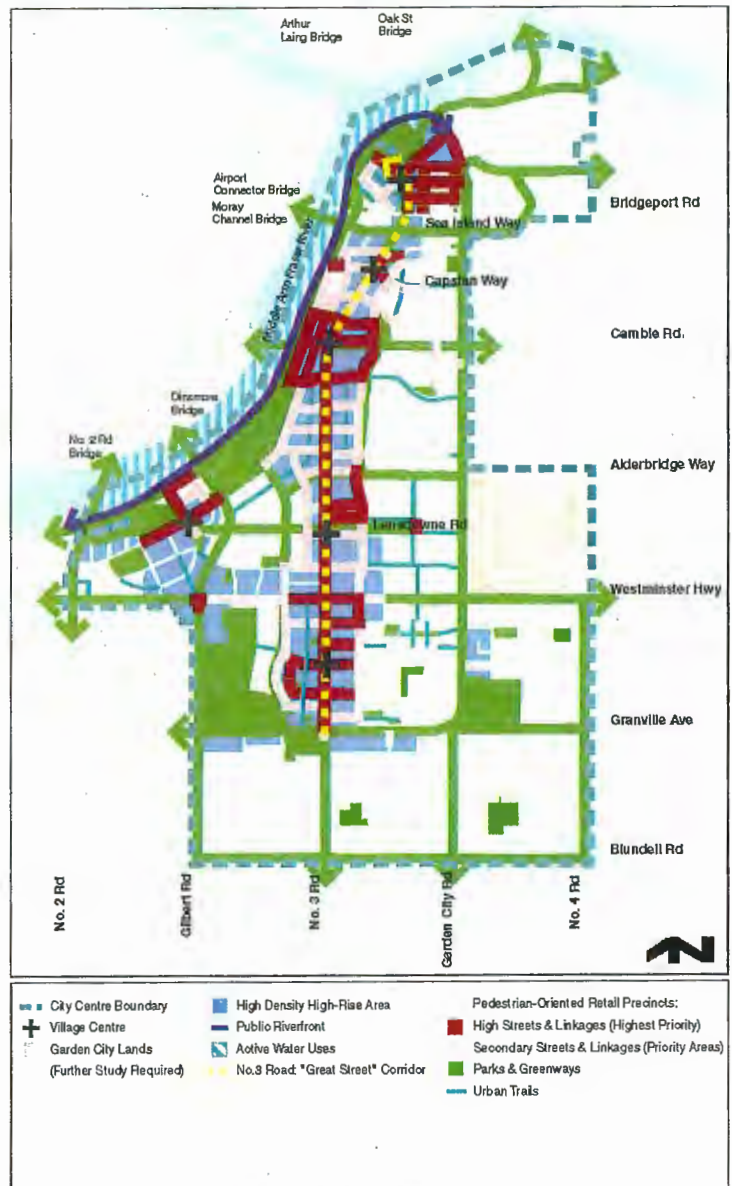 Arthur
Laing Bridge
Oak St
Bridge
Airport
Connector Bridge
Moray
Channel Bridge
Bridgeport Rd
Sea Island Way
Middle Arm Fraser River
Capstan Way
Camble Rd.
Dinsmore
Bridge
No. 2 Rd
Bridge
Alderbridge Way
Lansdowne Rd
Westminster Hwy
Granville Ave
Blundell Rd
No. 2 Rd
Gilbert Rd
No. 3 Rd
Garden City Rd
No. 4 Rd
N
City Centre Boundary
Village Centre
Garden City Lands
(Further Study Required)
High Density High-Rise Area
Public Riverfront
Active Water Uses
No.3 Road: "Great Street" Corridor
Pedestrian-Oriented Retail Precincts:
High Streets & Linkages (Highest Priority)
Secondary Streets & Linkages (Priority Areas)
Parks & Greenways
Urban Trails